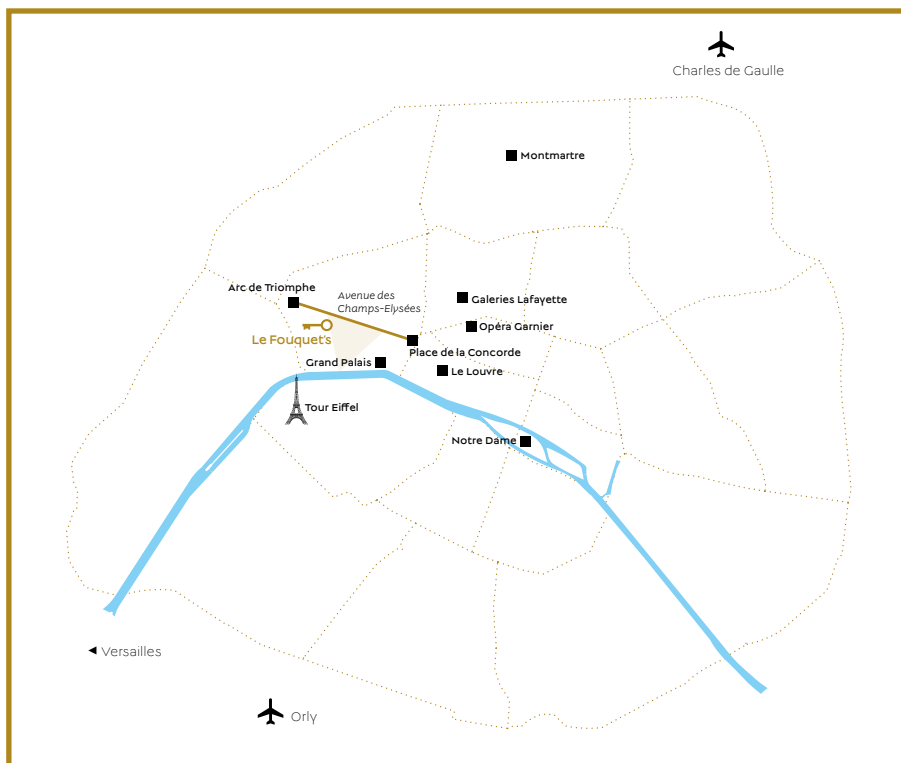 Charles de Gaulle
Montmartre
Arc de Triomphe
Avenue des
Champs-Elysées
Galeries Lafayette
Opéra Garnier
Le Fouquet's
Place de la Concorde
Grand Palais
Le Louvre
Tour Eiffel
Notre Dame
Versailles
Orly